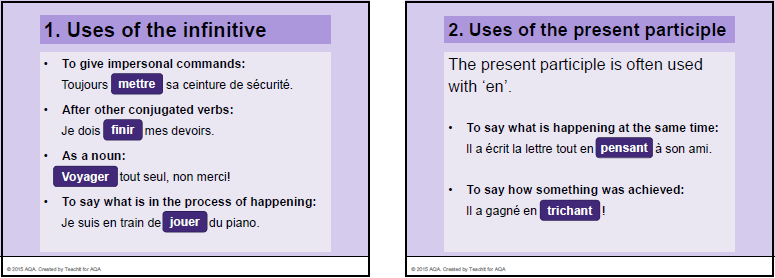 1. Uses of the infinitive
• To give impersonal commands:
Toujours mettre sa ceinture de sécurité.
• After other conjugated verbs:
Je dois finir mes devoirs.
• As a noun:
Voyager tout seul, non merci!
• To say what is in the process of happening:
Je suis en train de jouer du piano.
© 2015 AQA. Created by Teachit for AQA
2. Uses of the present participle
The present participle is often used
with ‘en’.
• To say what is happening at the same time:
Il a écrit la lettre tout en pensant à son ami.
• To say how something was achieved:
Il a gagné en trichant !
© 2015 AQA. Created by Teachit for AQA